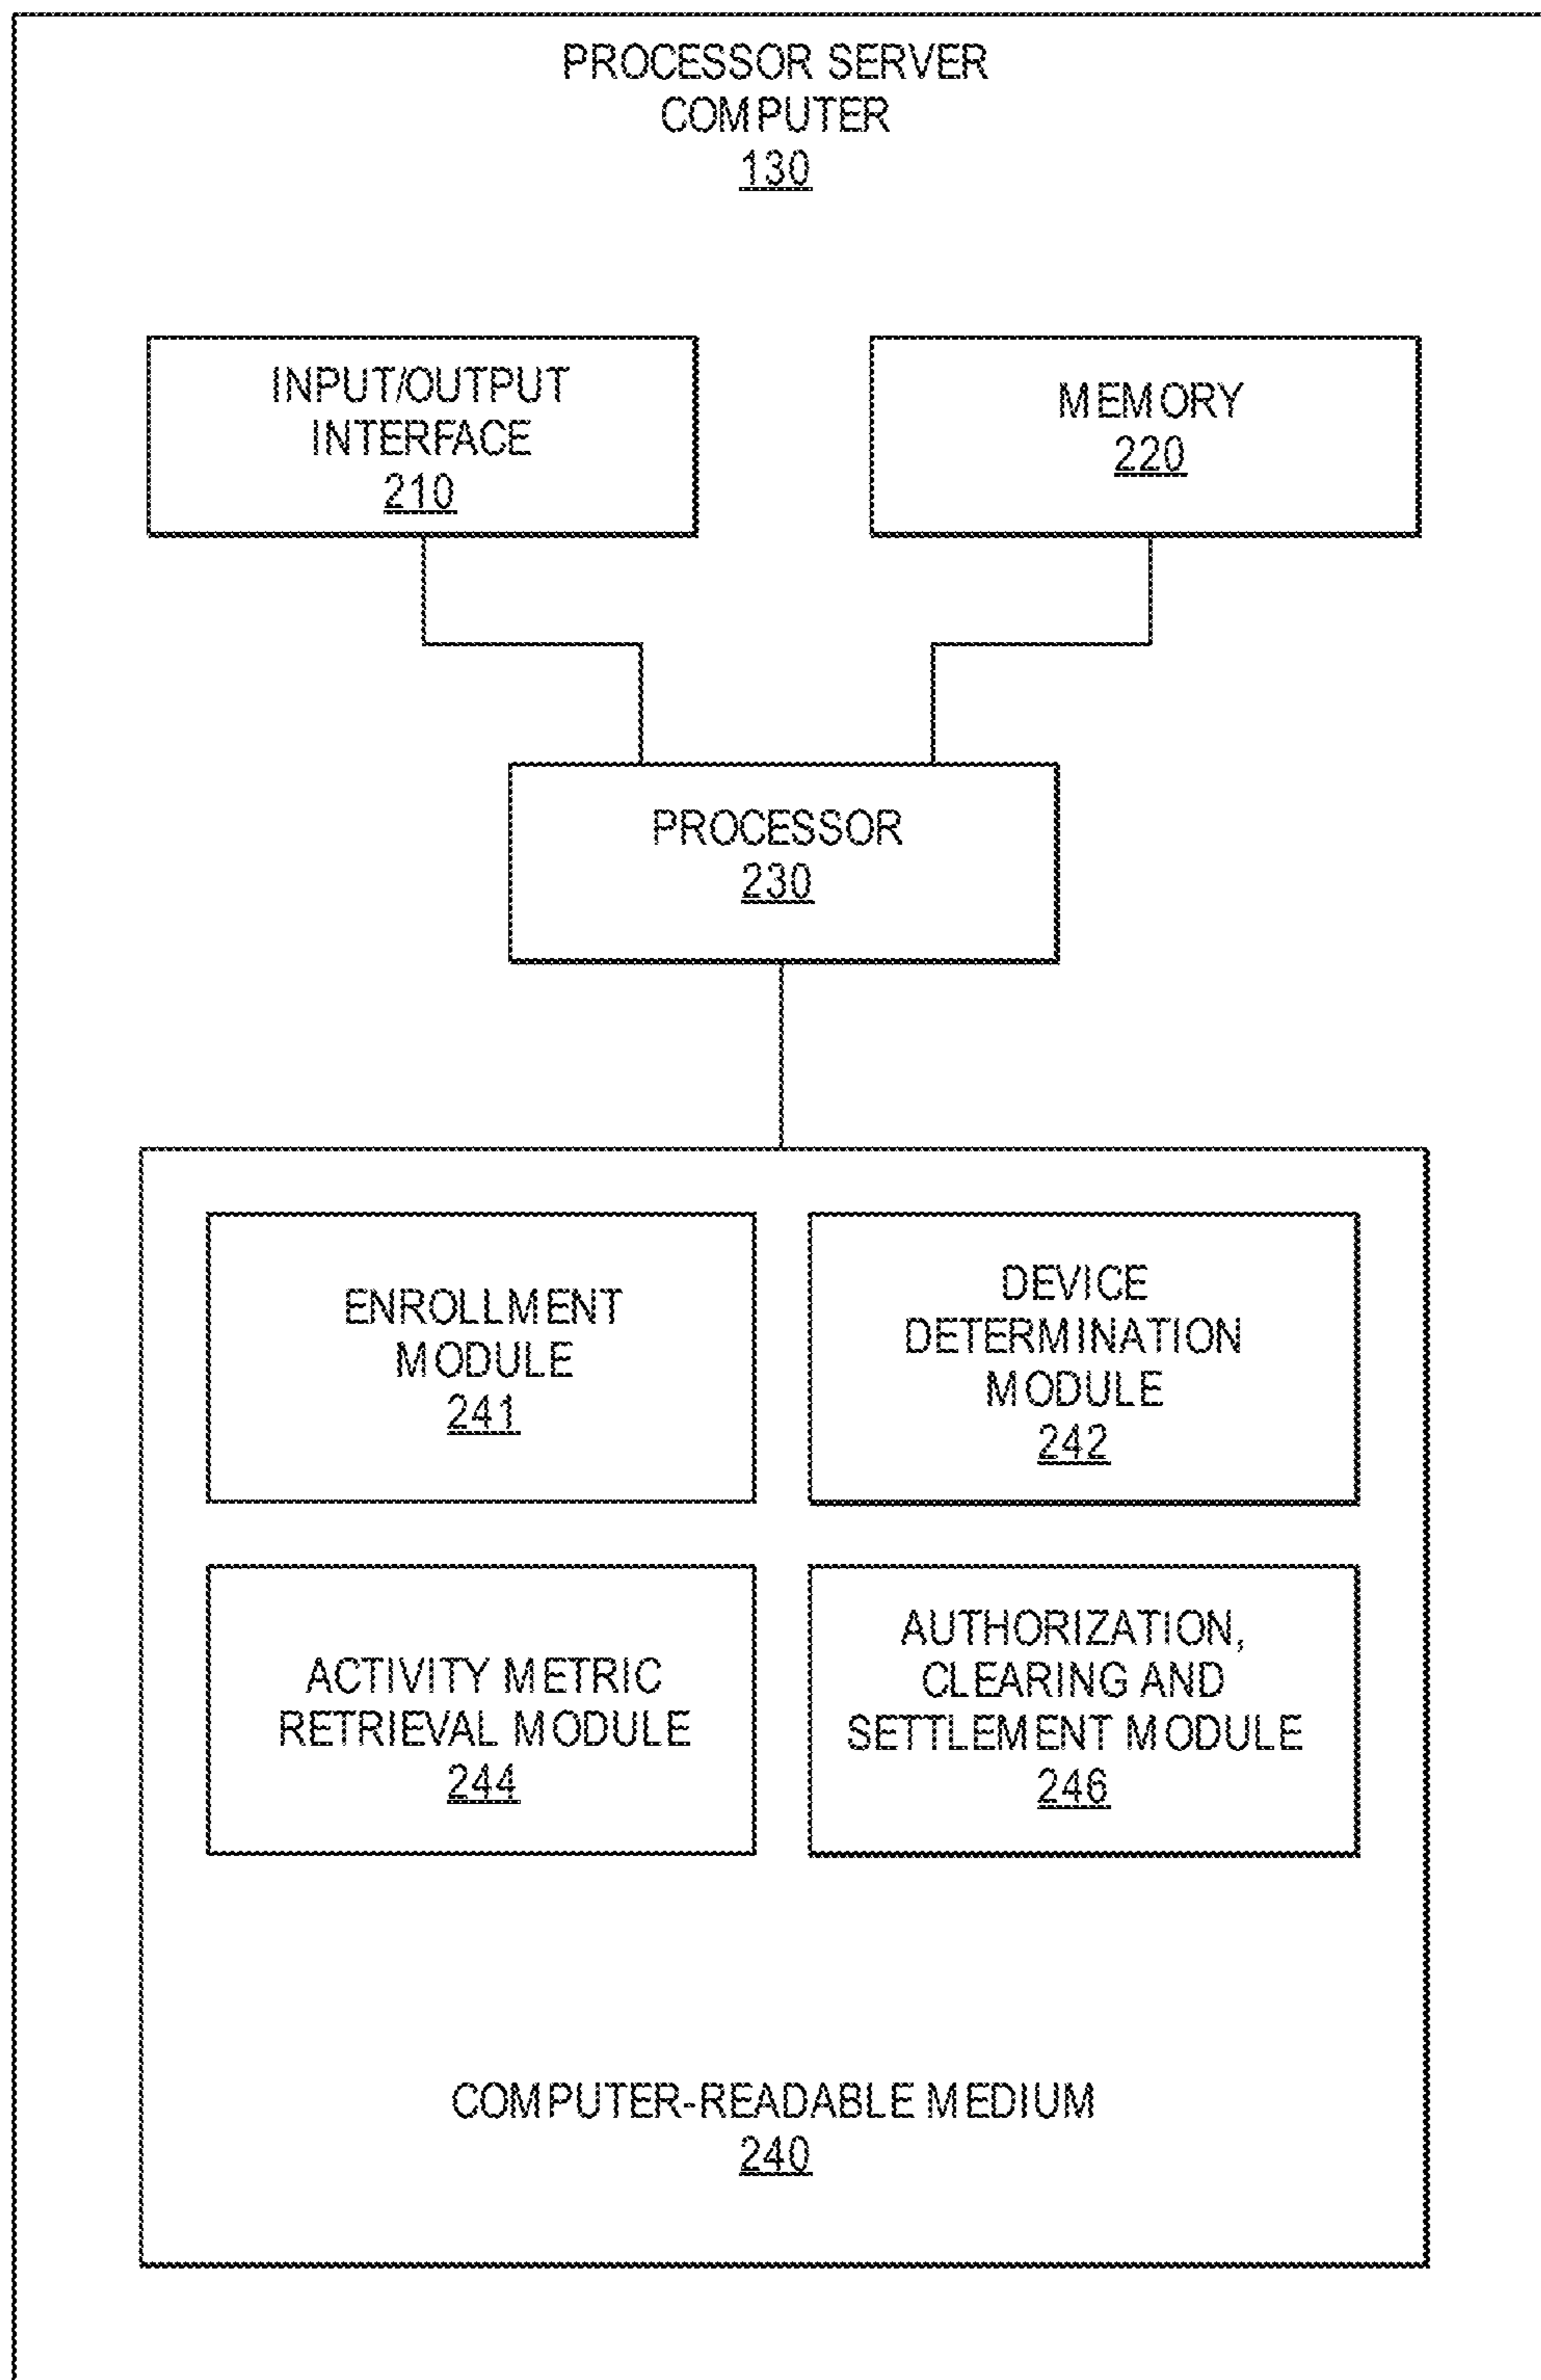 PROCESSOR SERVER
COMPUTER
130
INPUT/OUTPUT
INTERFACE
210
MEMORY
220
PROCESSOR
230
ENROLLMENT
MODULE
241
DEVICE
DETERMINATION
MODULE
242
ACTIVITY METRIC
RETRIEVAL MODULE
244
AUTHORIZATION,
CLEARING AND
SETTLEMENT MODULE
246
COMPUTER-READABLE MEDIUM
240